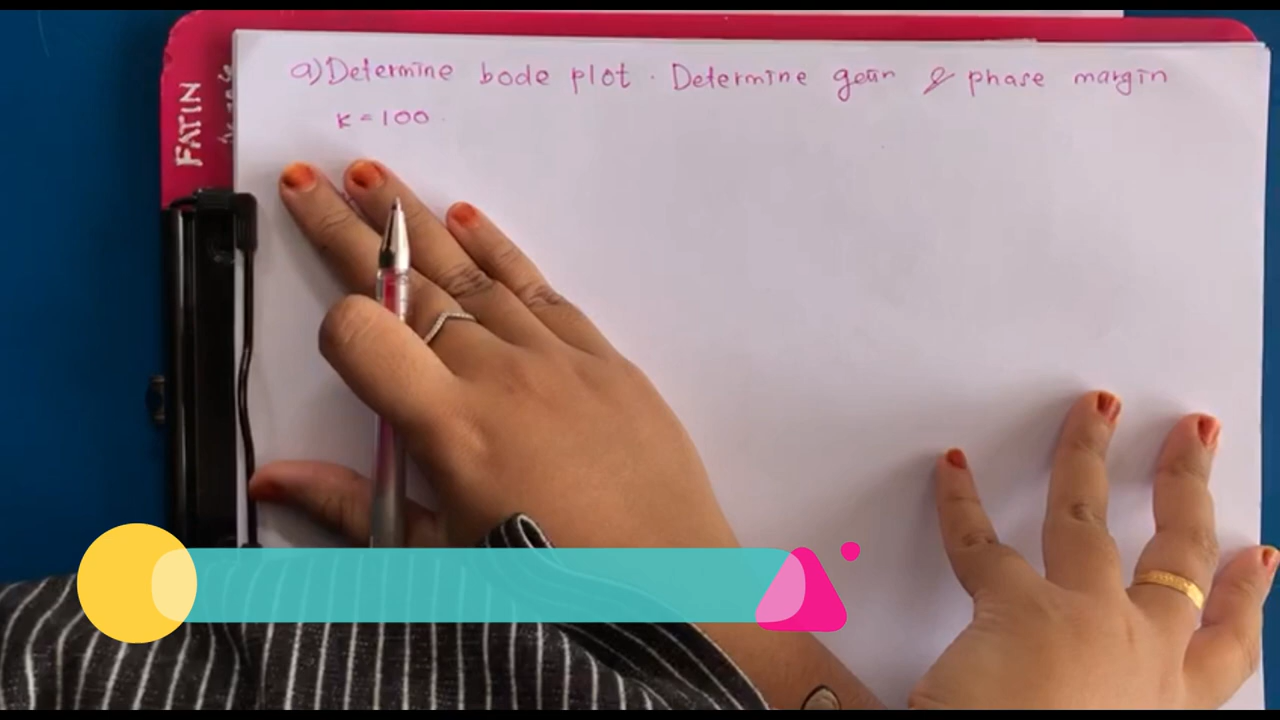 a) Determine bode plot. Determine gain & phase margin
K = 100
FATIN